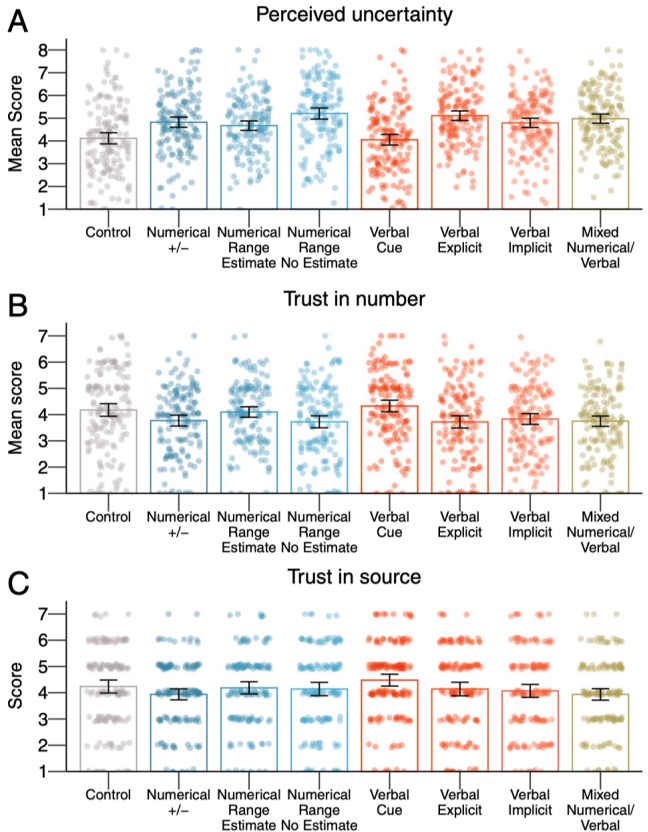 A
Perceived uncertainty
Mean Score
8
7
6
5
4
3
2
1
Control
Numerical
+/–
Numerical
Range
Estimate
Numerical
Range
No Estimate
Verbal
Cue
Verbal
Explicit
Verbal
Implicit
Mixed
Numerical/
Verbal
B
Trust in number
Mean score
7
6
5
4
3
2
1
Control
Numerical
+/–
Numerical
Range
Estimate
Numerical
Range
No Estimate
Verbal
Cue
Verbal
Explicit
Verbal
Implicit
Mixed
Numerical/
Verbal
C
Trust in source
Score
7
6
5
4
3
2
1
Control
Numerical
+/–
Numerical
Range
Estimate
Numerical
Range
No Estimate
Verbal
Cue
Verbal
Explicit
Verbal
Implicit
Mixed
Numerical/
Verbal